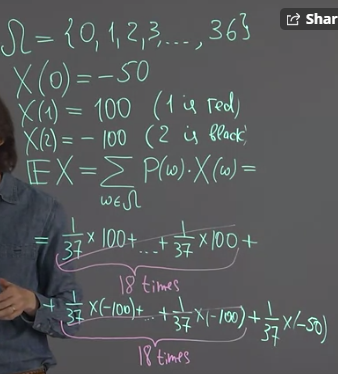 Shar
Ω = {0, 1, 2, 3, ..., 36}
X(0) = -50
X(1) = 100 (1 is red)
X(2) = - 100 (2 is black)
EX = ∑ P(ω)·X(ω) =
ω∈Ω
= 1/37 × 100 + ... + 1/37 × 100 +
18 times
+ 1/37 × (-100) + ... + 1/37 × (-100) + 1/37 × (-50)
18 times